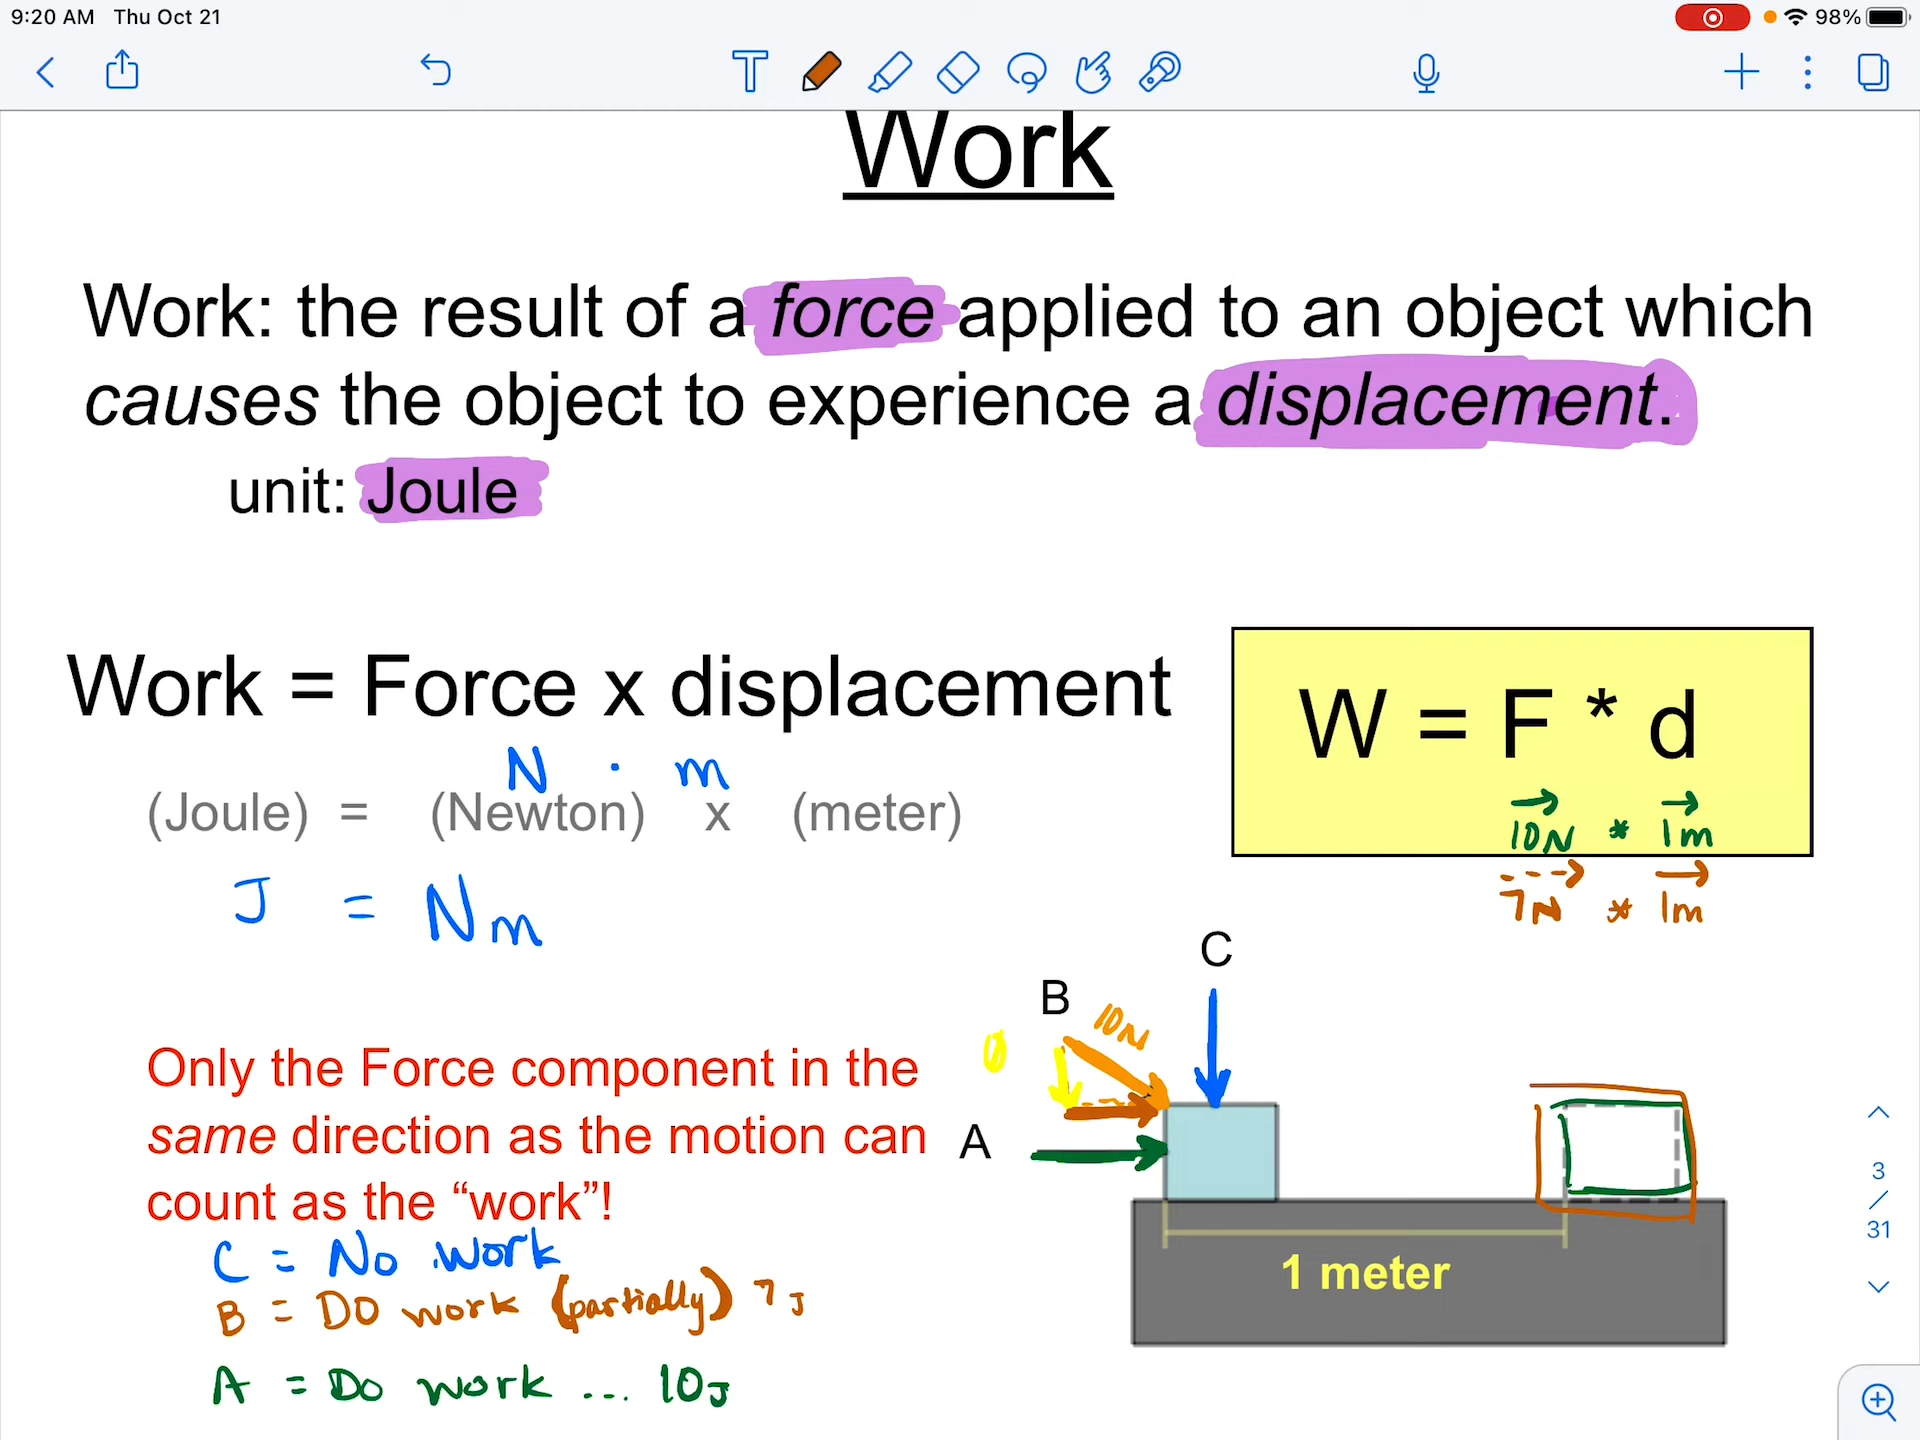 9:20 AM Thu Oct 21
98%
Work
Work: the result of a force applied to an object which
causes the object to experience a displacement.
unit: Joule
Work = Force x displacement
W = F * d
N · m
(Joule) = (Newton) x (meter)
10N * 1m
J = Nm
7N * 1m
C
B
10N
Only the Force component in the
same direction as the motion can
A
count as the “work”!
1 meter
C = No work
B = DO work (partially) 7J
A = Do work ... 10J
3
/
31